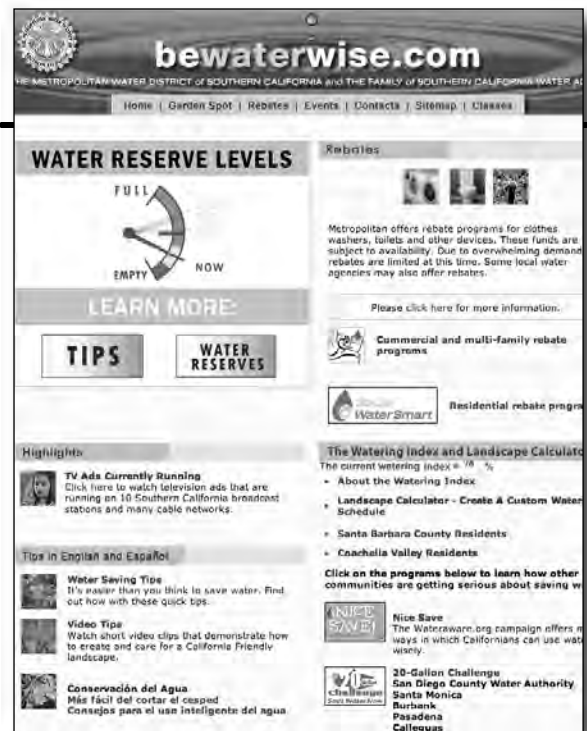 bewaterwise.com
HE METROPOLITAN WATER DISTRICT of SOUTHERN CALIFORNIA and THE FAMILY of SOUTHERN CALIFORNIA WATER A
Home | Garden Spot | Rebates | Events | Contacts | Sitemap | Classes
WATER RESERVE LEVELS
FULL
NOW
EMPTY
LEARN MORE:
TIPS
WATER
RESERVES
Rebates
Metropolitan offers rebate programs for clothes
washers, toilets and other devices. These funds are
subject to availability. Due to overwhelming demand
rebates are limited at this time. Some local water
agencies may also offer rebates.
Please click here for more information.
Commercial and multi-family rebate
programs
WaterSmart
Residential rebate progra
Highlights
TV Ads Currently Running
Click here to watch television ads that are
running on 10 Southern California broadcast
stations and many cable networks.
Tips in English and Español
Water Saving Tips
It's easier than you think to save water. Find
out how with these quick tips.
Video Tips
Watch short video clips that demonstrate how
to create and care for a California Friendly
landscape.
Conservación del Agua
Más fácil del cortar el cesped
Consejos para el uso inteligente del agua
The Watering Index and Landscape Calculato
The current watering index = %
About the Watering Index
Landscape Calculator - Create A Custom Water
Schedule
Santa Barbara County Residents
Coachella Valley Residents
Click on the programs below to learn how other
communities are getting serious about saving w
NICE
SAVE!
Nice Save
The Wateraware.org campaign offers m
ways in which Californians can use wat
wisely.
challenge
20-Gallon Challenge
San Diego County Water Authority
Santa Monica
Burbank
Pasadena
Calleguas